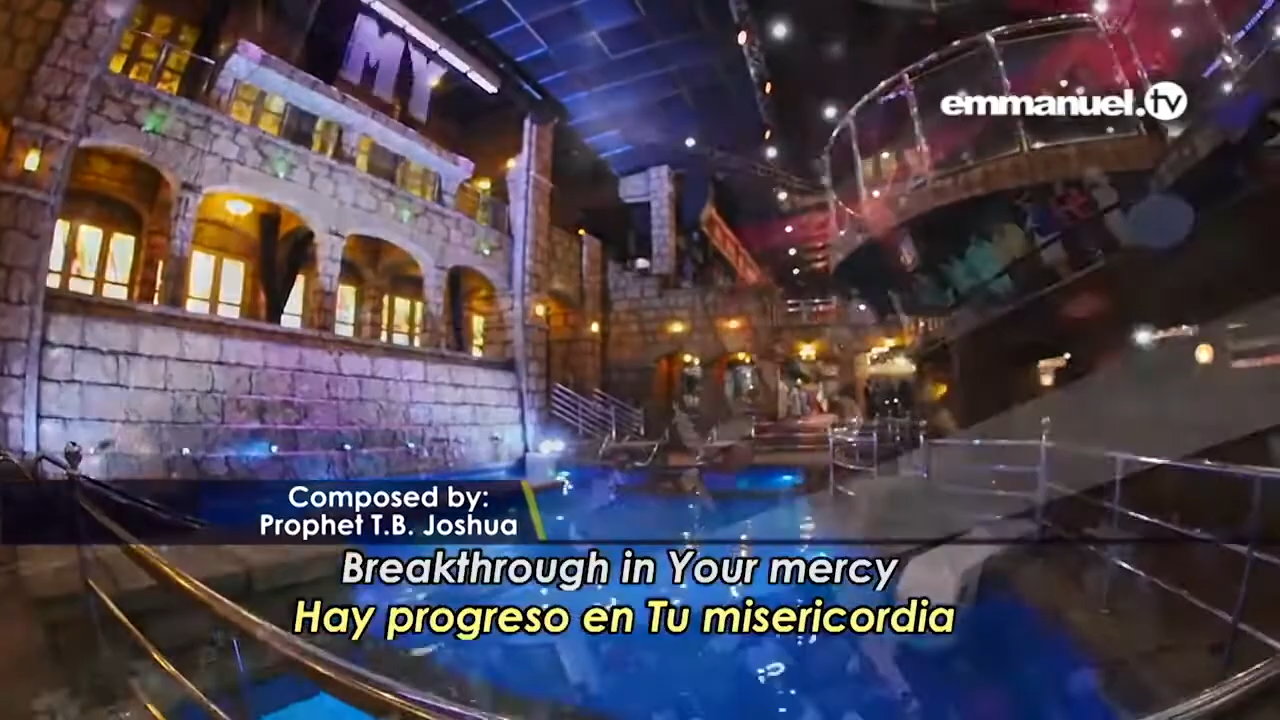 MY
emmanuel.tv
Composed by:
Prophet T.B. Joshua
Breakthrough in Your mercy
Hay progreso en Tu misericordia